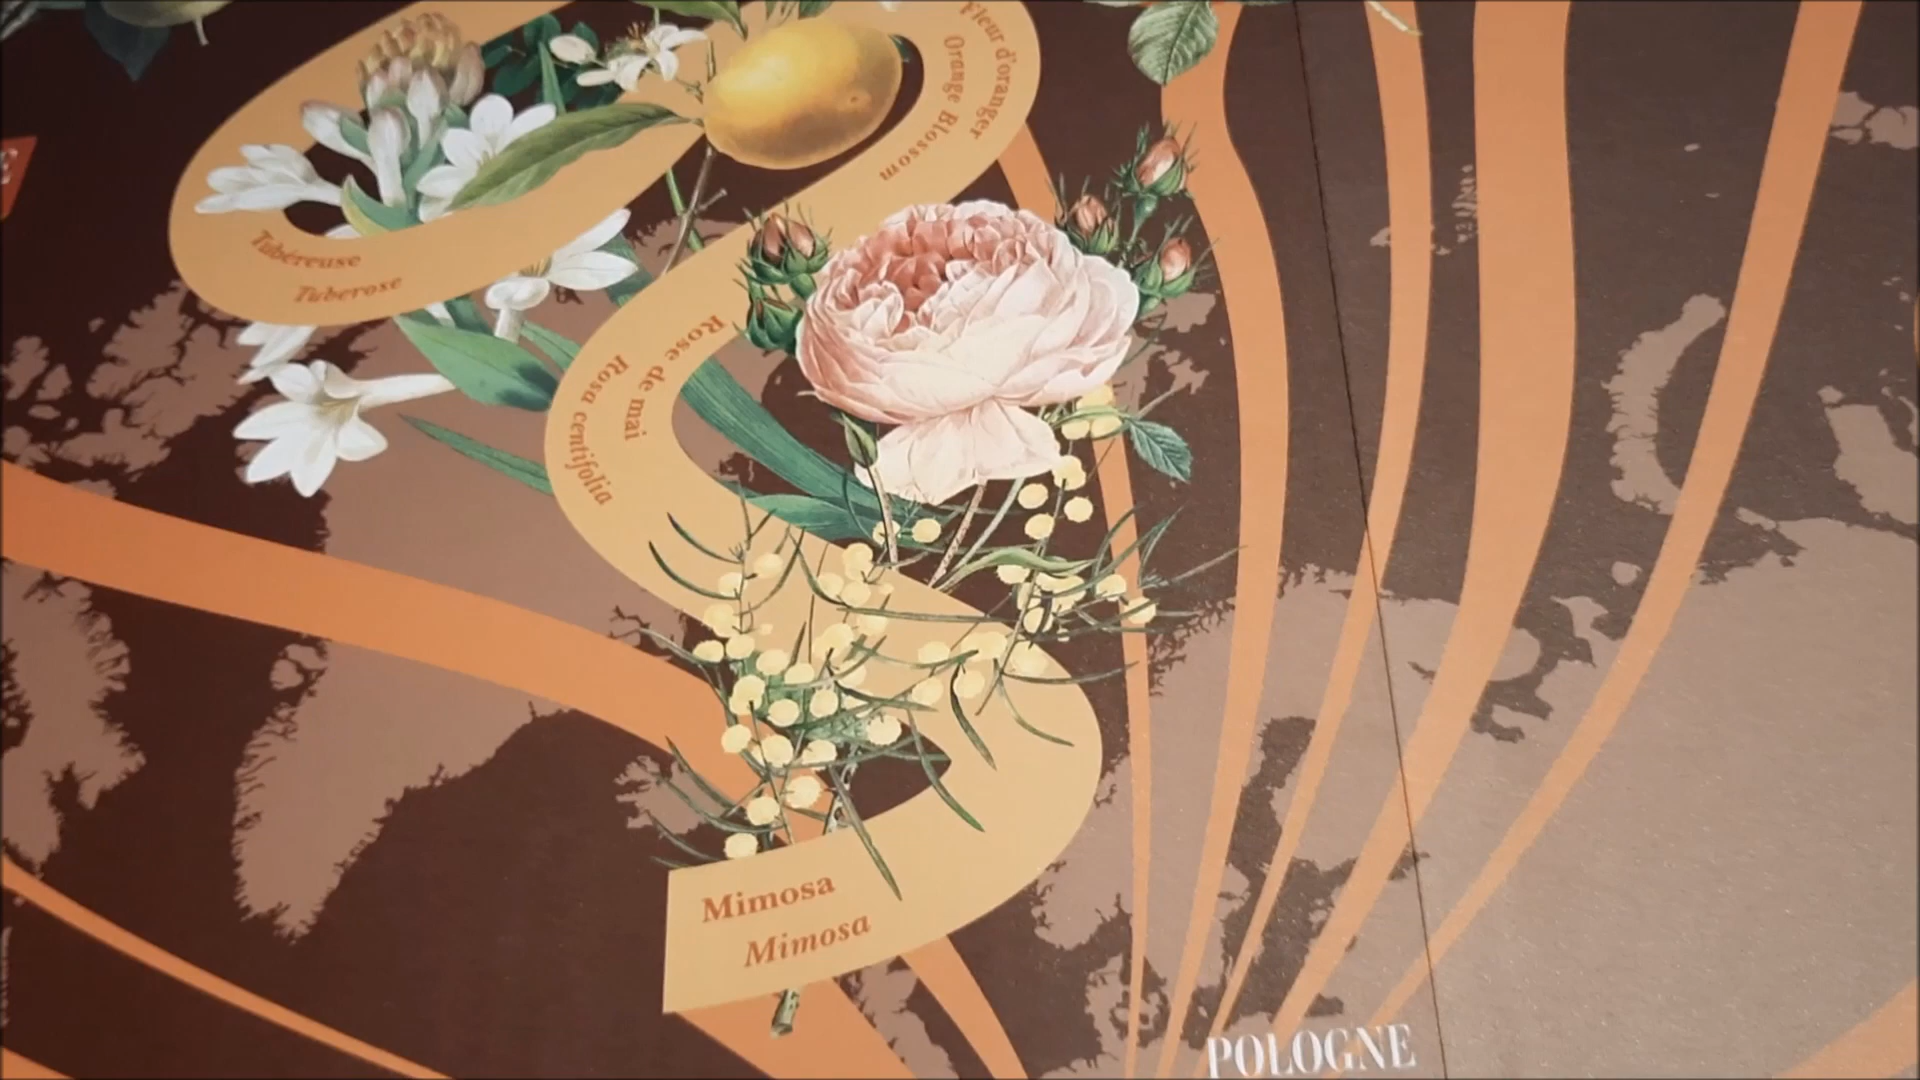 Fleur d'oranger
Orange Blossom
Tubéreuse
Tuberose
Rose de mai
Rosa centifolia
Mimosa
Mimosa
POLOGNE